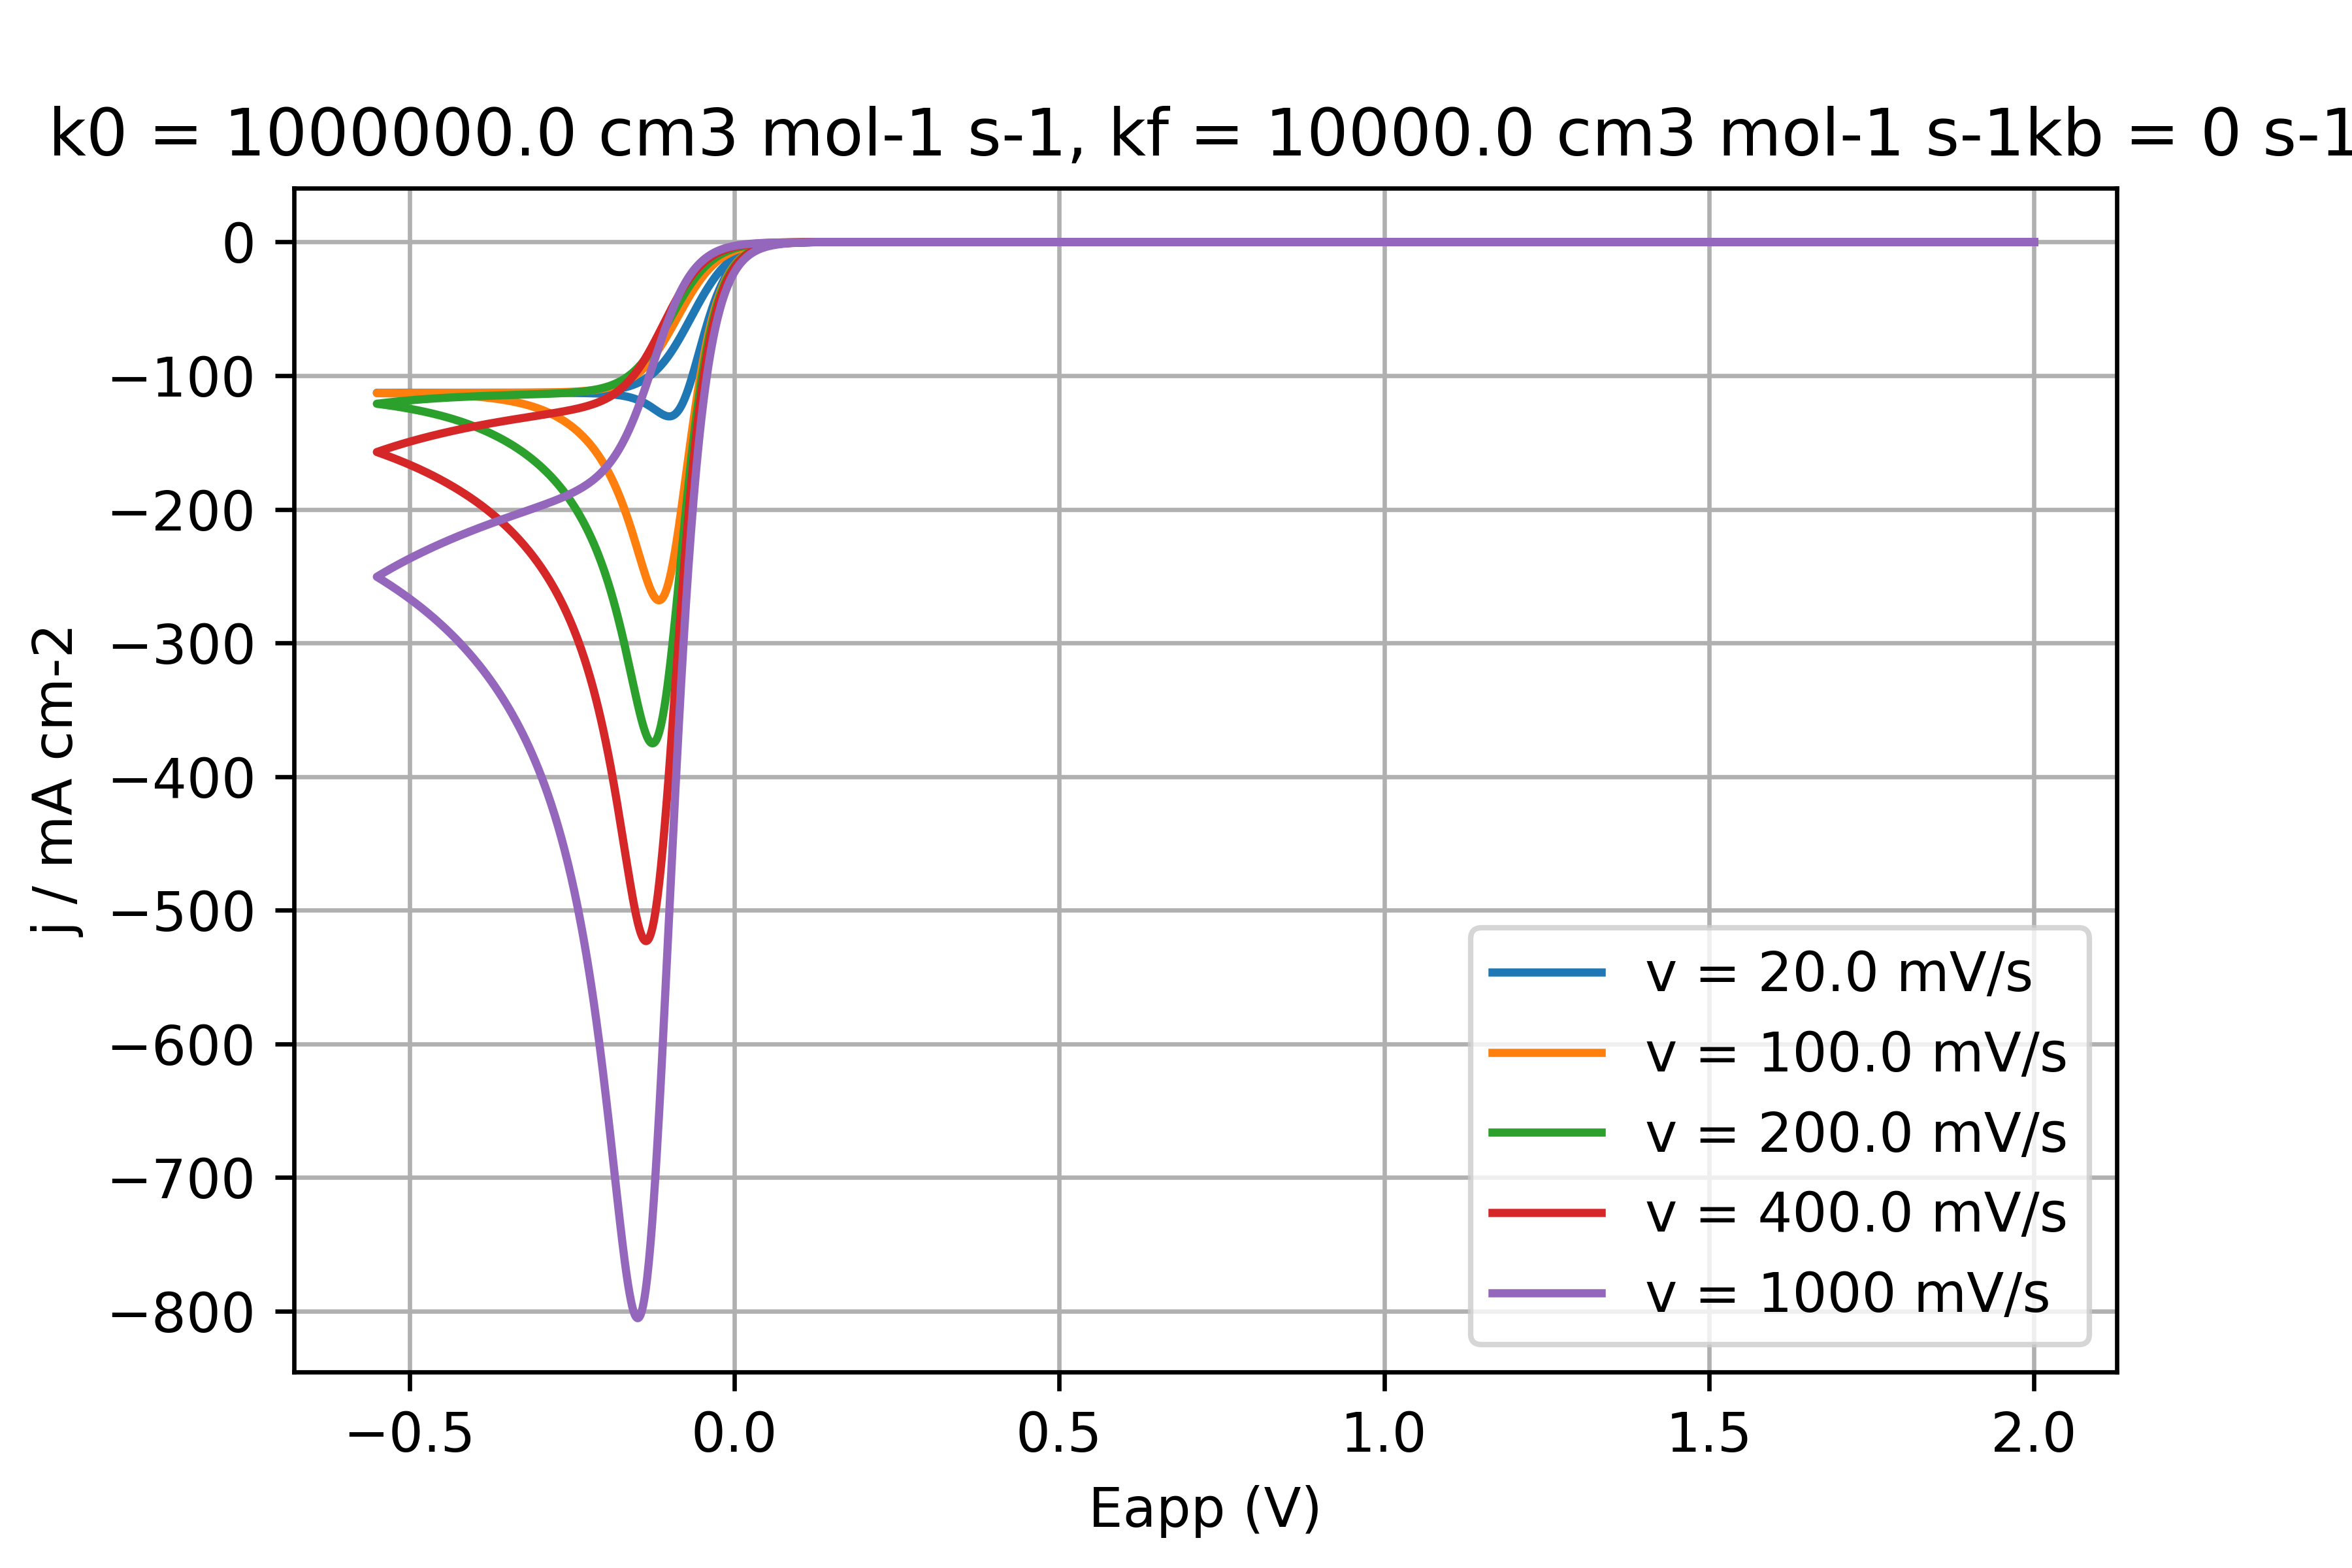 k0 = 1000000.0 cm3 mol-1 s-1, kf = 10000.0 cm3 mol-1 s-1kb = 0 s-1
j / mA cm-2
0
−100
−200
−300
−400
−500
−600
−700
−800
v = 20.0 mV/s
v = 100.0 mV/s
v = 200.0 mV/s
v = 400.0 mV/s
v = 1000 mV/s
−0.5 0.0 0.5 1.0 1.5 2.0
Eapp (V)